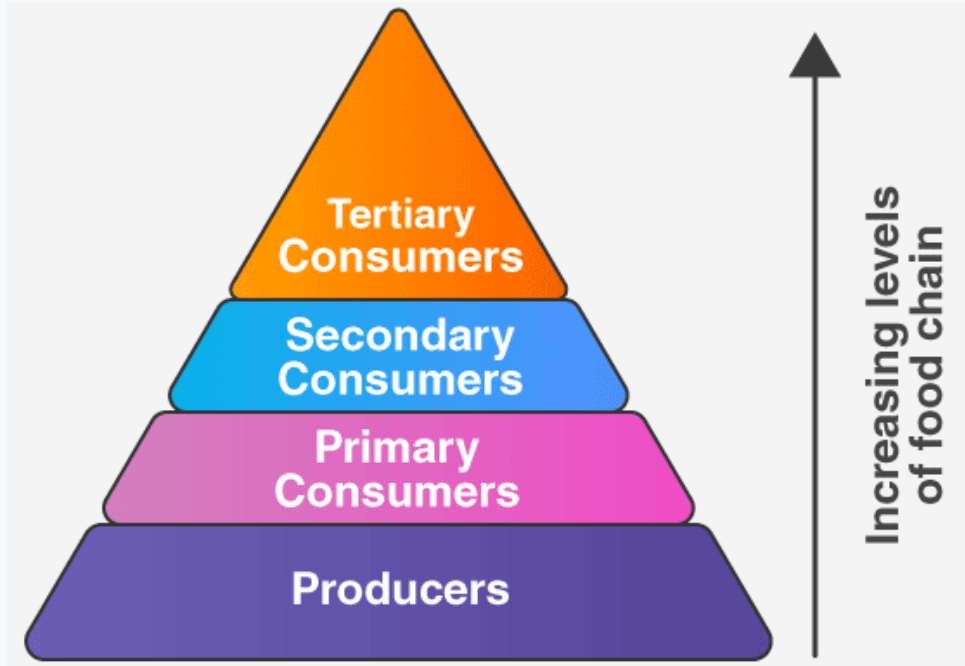 Tertiary
Consumers
Secondary
Consumers
Primary
Consumers
Producers
Increasing levels
of food chain